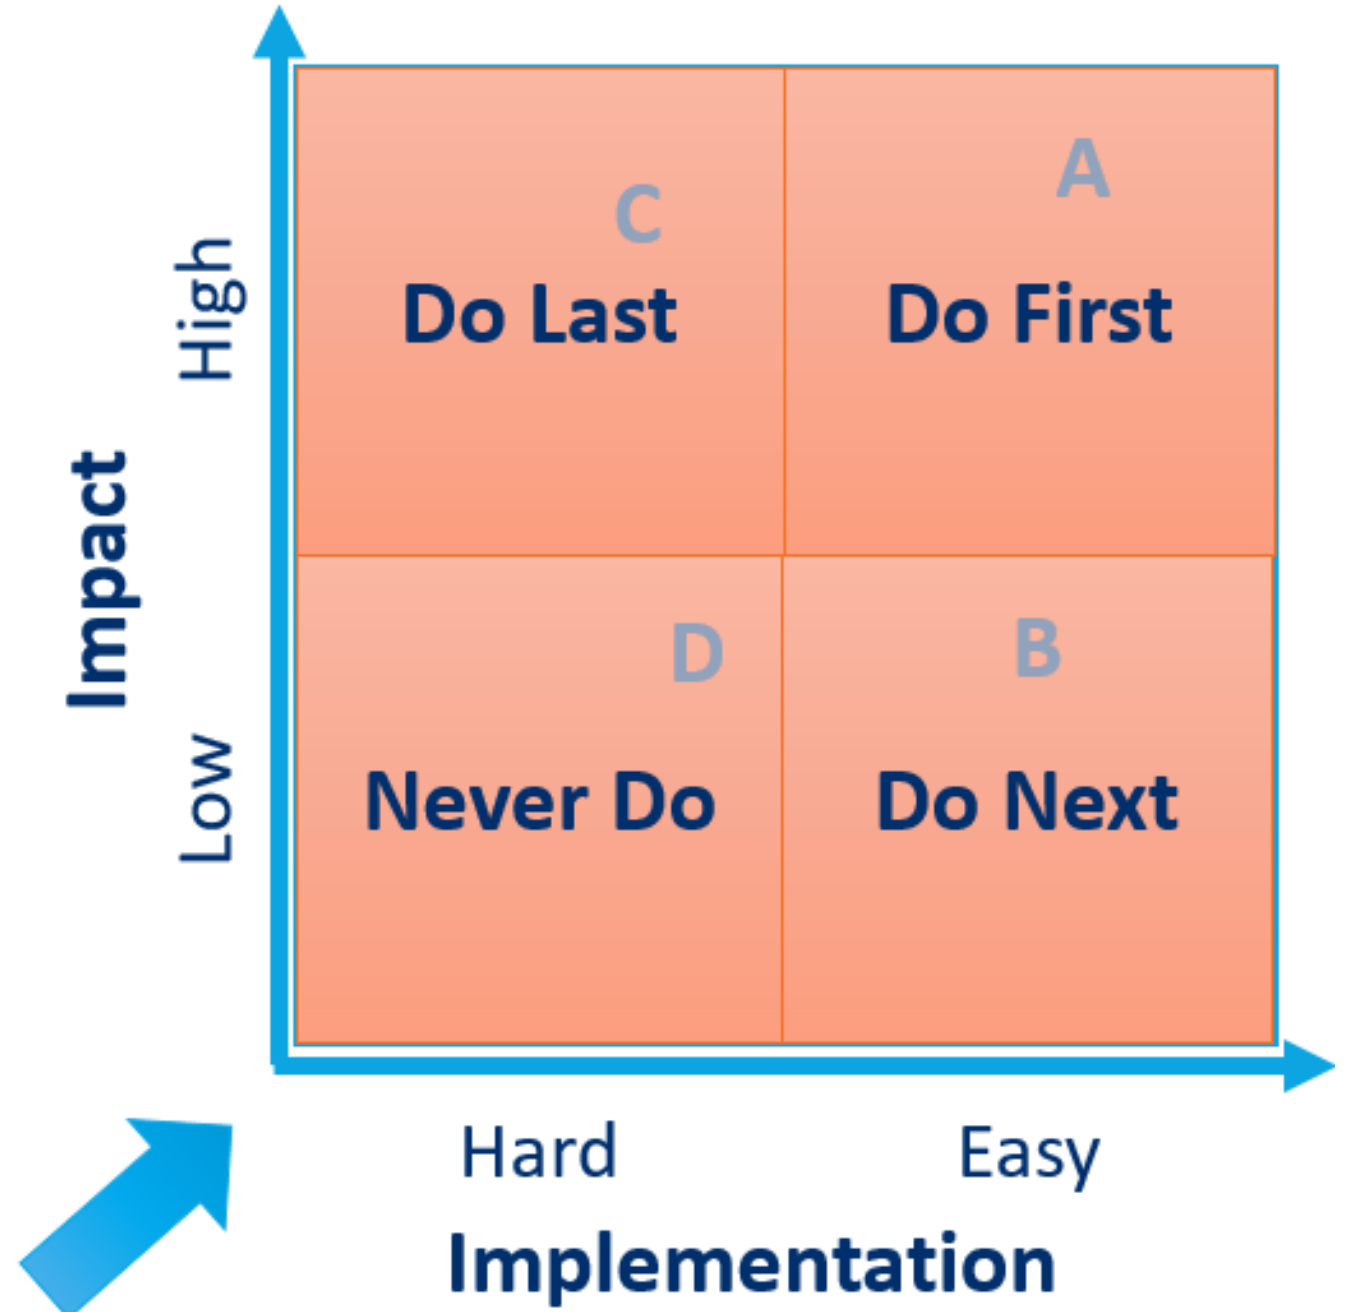 High
Impact
Low
C
Do Last
A
Do First
D
Never Do
B
Do Next
Hard
Easy
Implementation